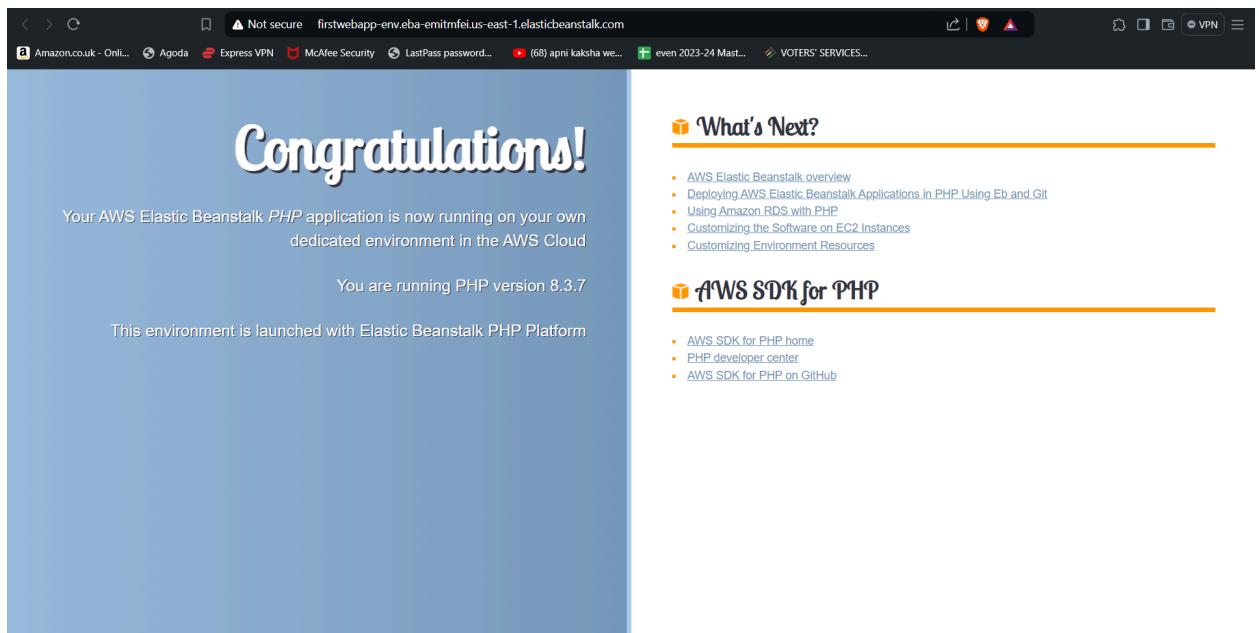 Not secure firstwebapp-env.eba-emitmfei.us-east-1.elasticbeanstalk.com
VPN
Amazon.co.uk - Onli... Agoda Express VPN McAfee Security LastPass password... (68) apni kaksha we... even 2023-24 Mast... VOTERS' SERVICES...
Congratulations!
Your AWS Elastic Beanstalk PHP application is now running on your own
dedicated environment in the AWS Cloud
You are running PHP version 8.3.7
This environment is launched with Elastic Beanstalk PHP Platform
What's Next?
AWS Elastic Beanstalk overview
Deploying AWS Elastic Beanstalk Applications in PHP Using Eb and Git
Using Amazon RDS with PHP
Customizing the Software on EC2 Instances
Customizing Environment Resources
AWS SDK for PHP
AWS SDK for PHP home
PHP developer center
AWS SDK for PHP on GitHub